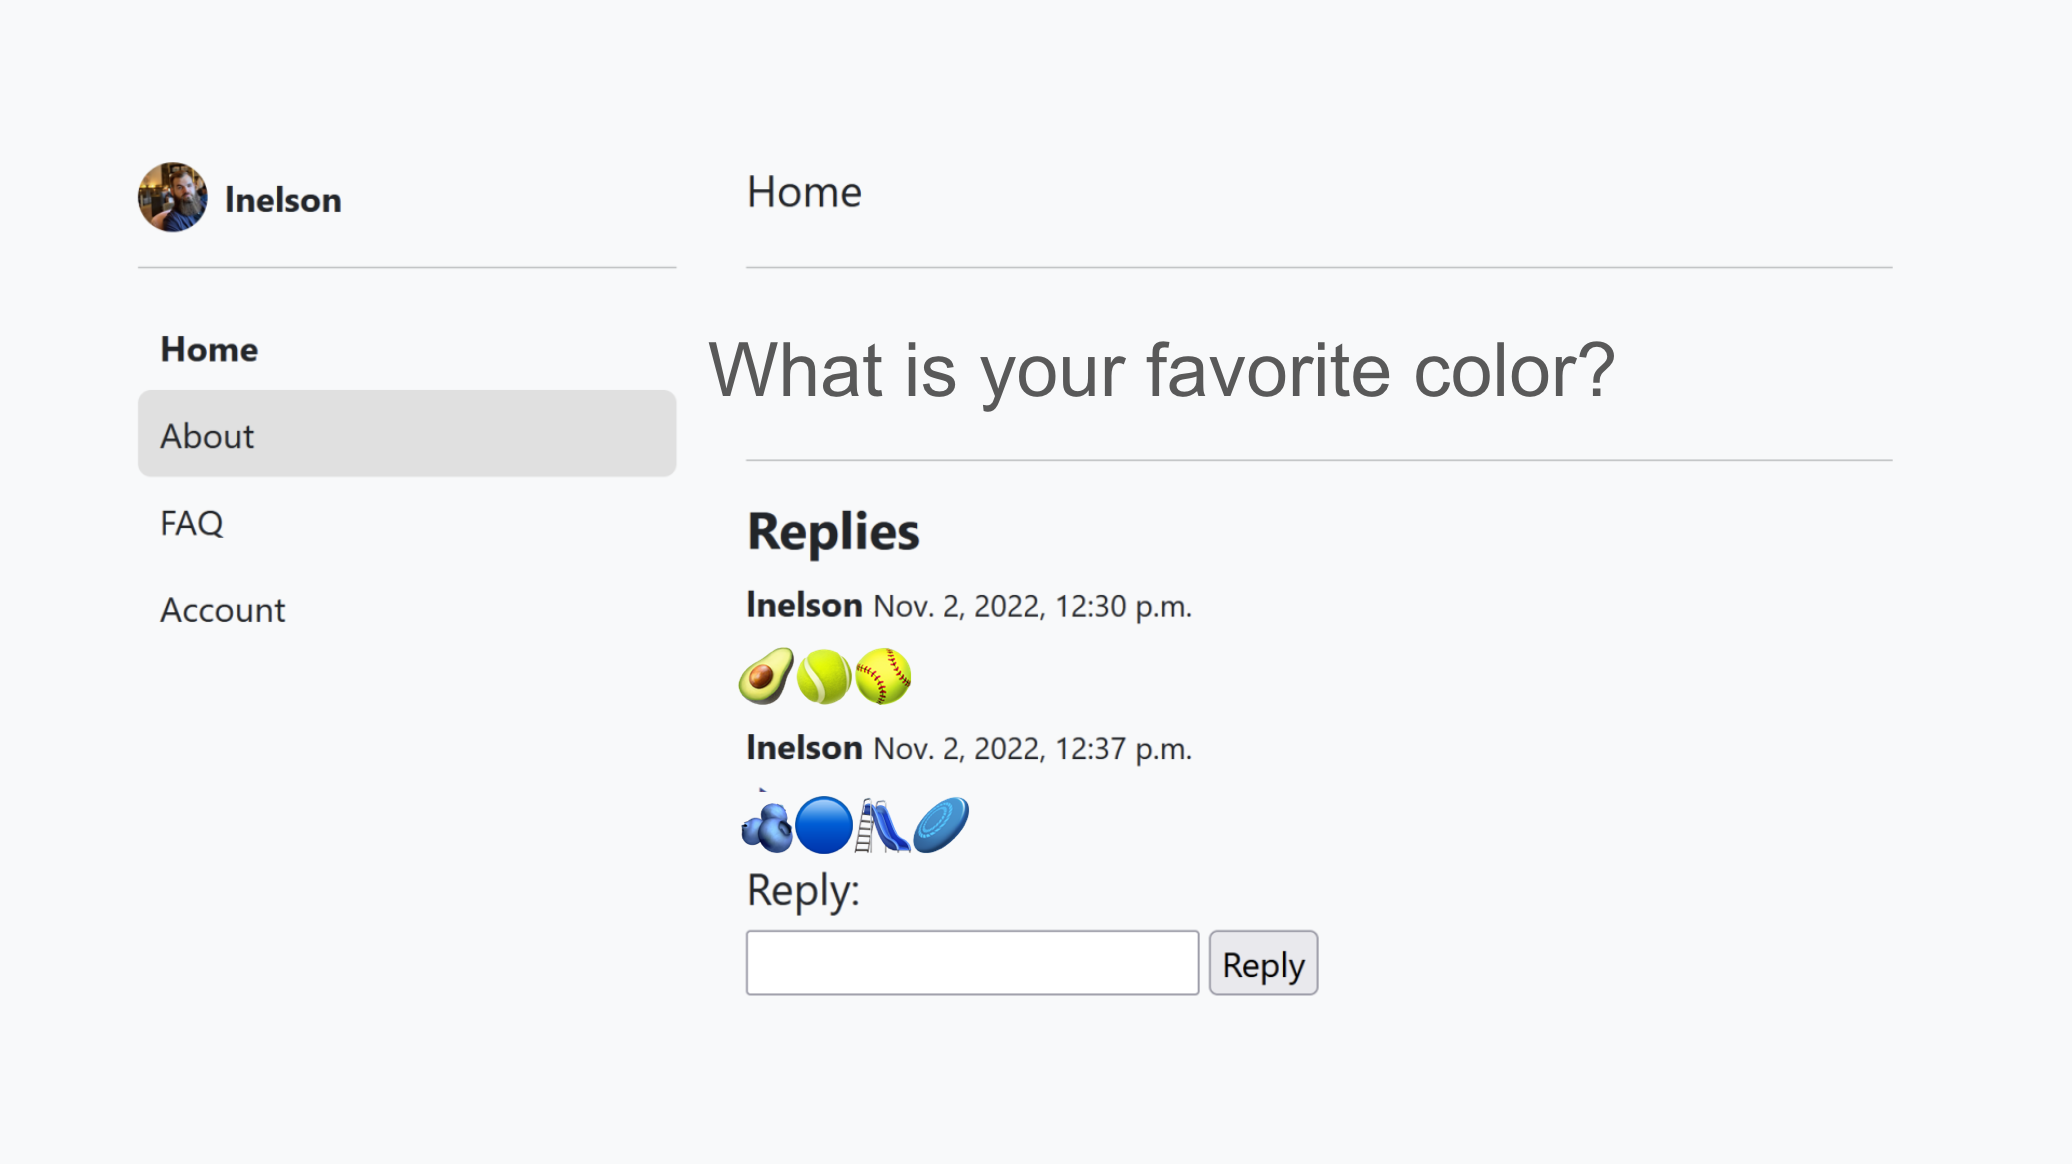 lnelson
Home
Home
About
FAQ
Account
What is your favorite color?
Replies
lnelson Nov. 2, 2022, 12:30 p.m.
🥑🎾🥎
lnelson Nov. 2, 2022, 12:37 p.m.
🫐🔵🛝🥏
Reply:
Reply